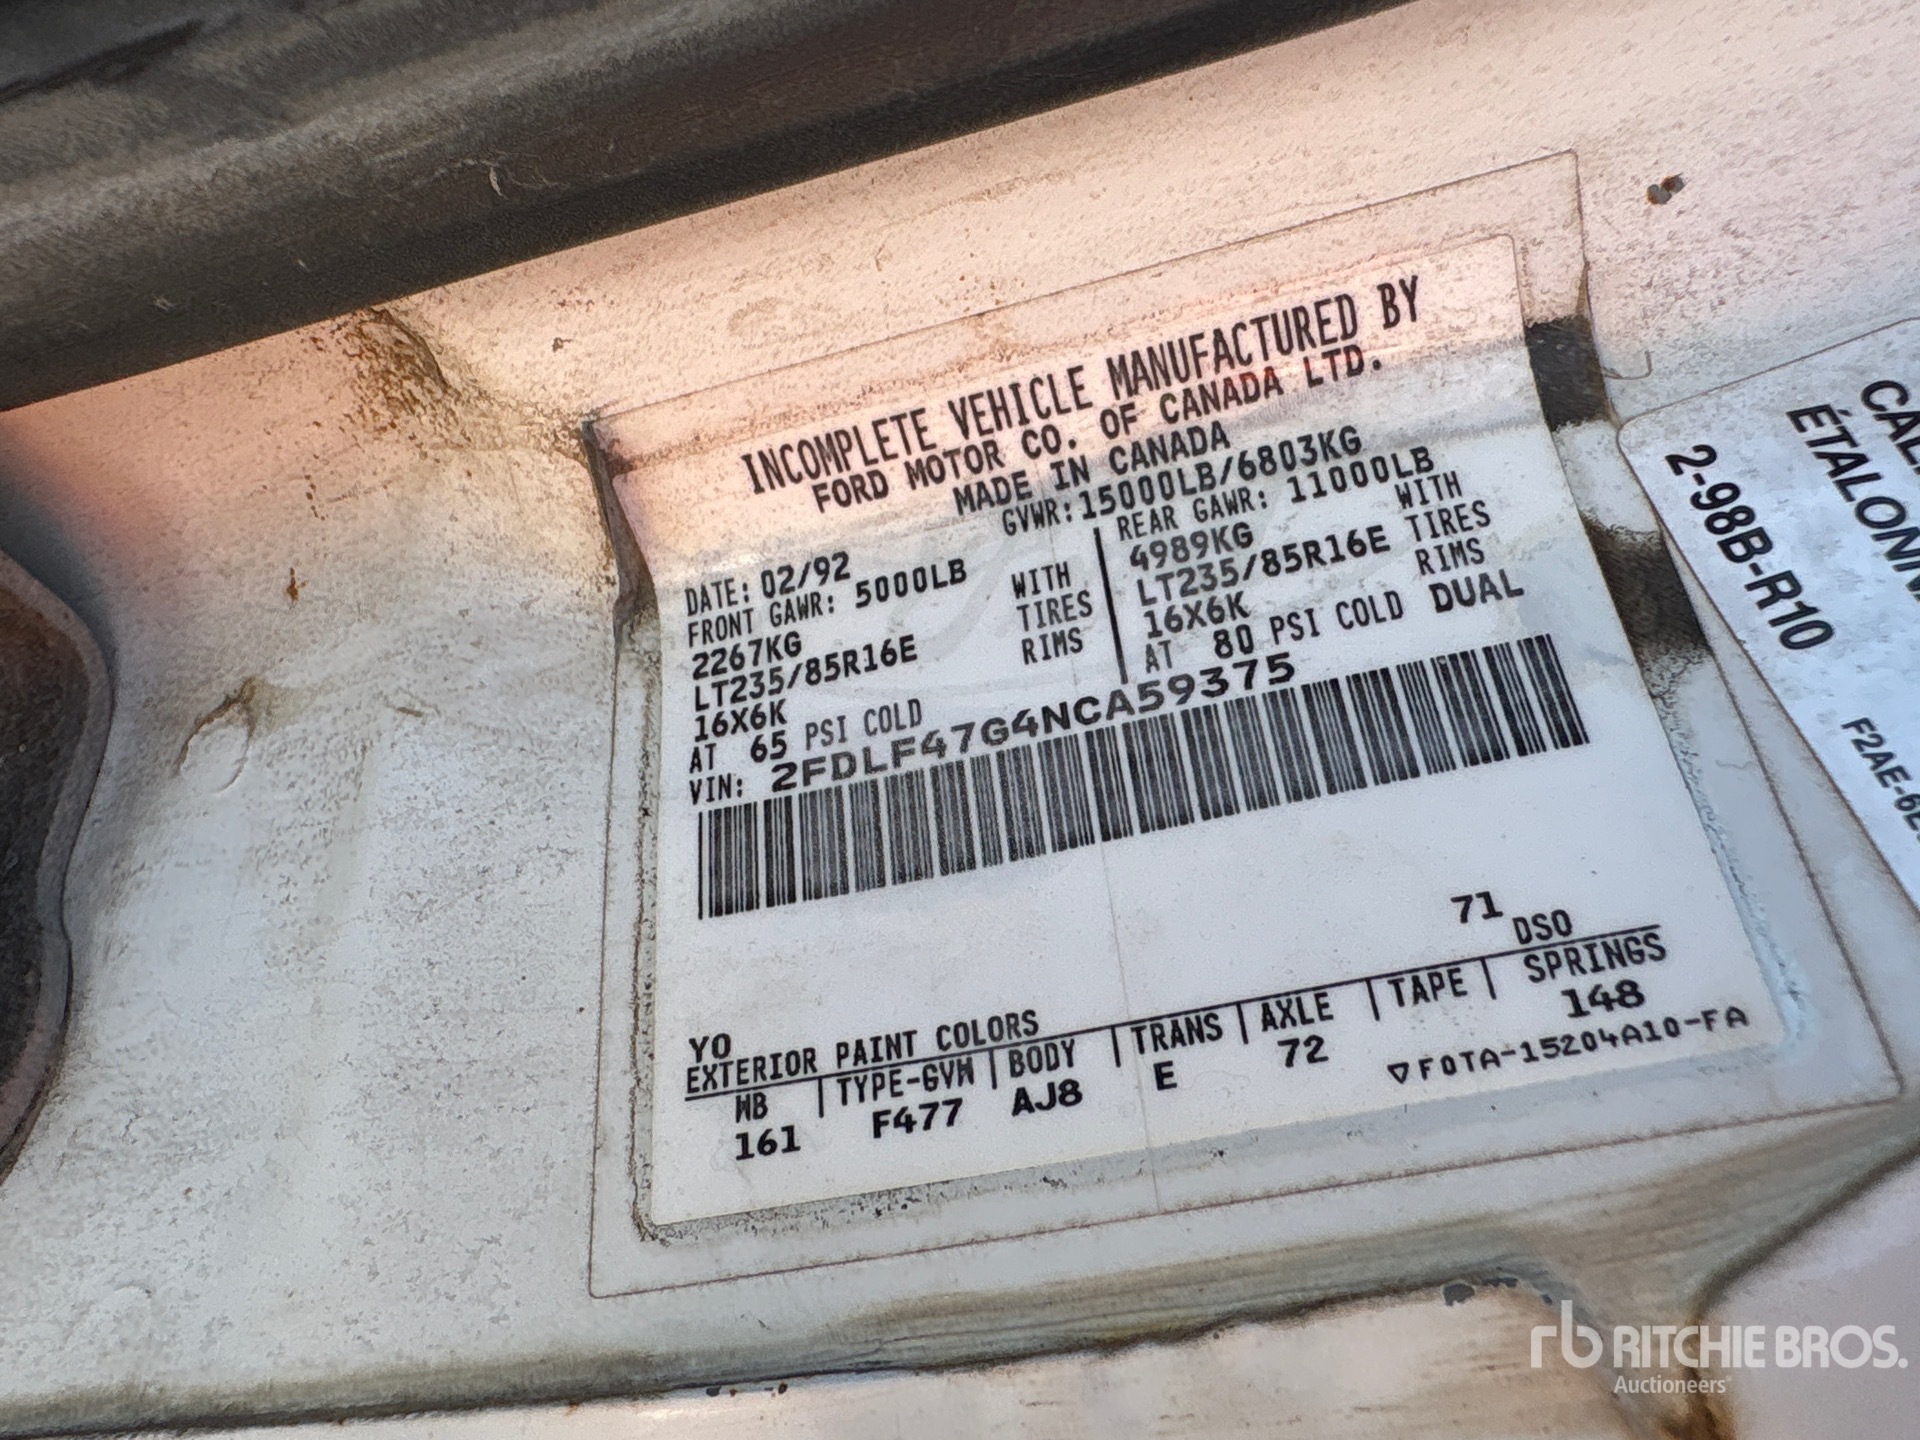 INCOMPLETE VEHICLE MANUFACTURED BY
FORD MOTOR CO. OF CANADA LTD.
MADE IN CANADA
GVWR: 15000LB/6803KG
DATE: 02/92
FRONT GAWR: 5000LB
2267KG WITH
LT235/85R16E TIRES
16X6K RIMS
AT 65 PSI COLD
REAR GAWR: 11000LB
4989KG WITH
LT235/85R16E TIRES
16X6K RIMS
AT 80 PSI COLD DUAL
VIN: 2FDLF47G4NCA59375
71
YO DSO
EXTERIOR PAINT COLORS
WB | TYPE-GVW | BODY | TRANS | AXLE | TAPE | SPRINGS
161 F477 AJ8 E 72 148
F0TA-15204A10-FA
2-98B-R10
rb RITCHIE BROS.
Auctioneers